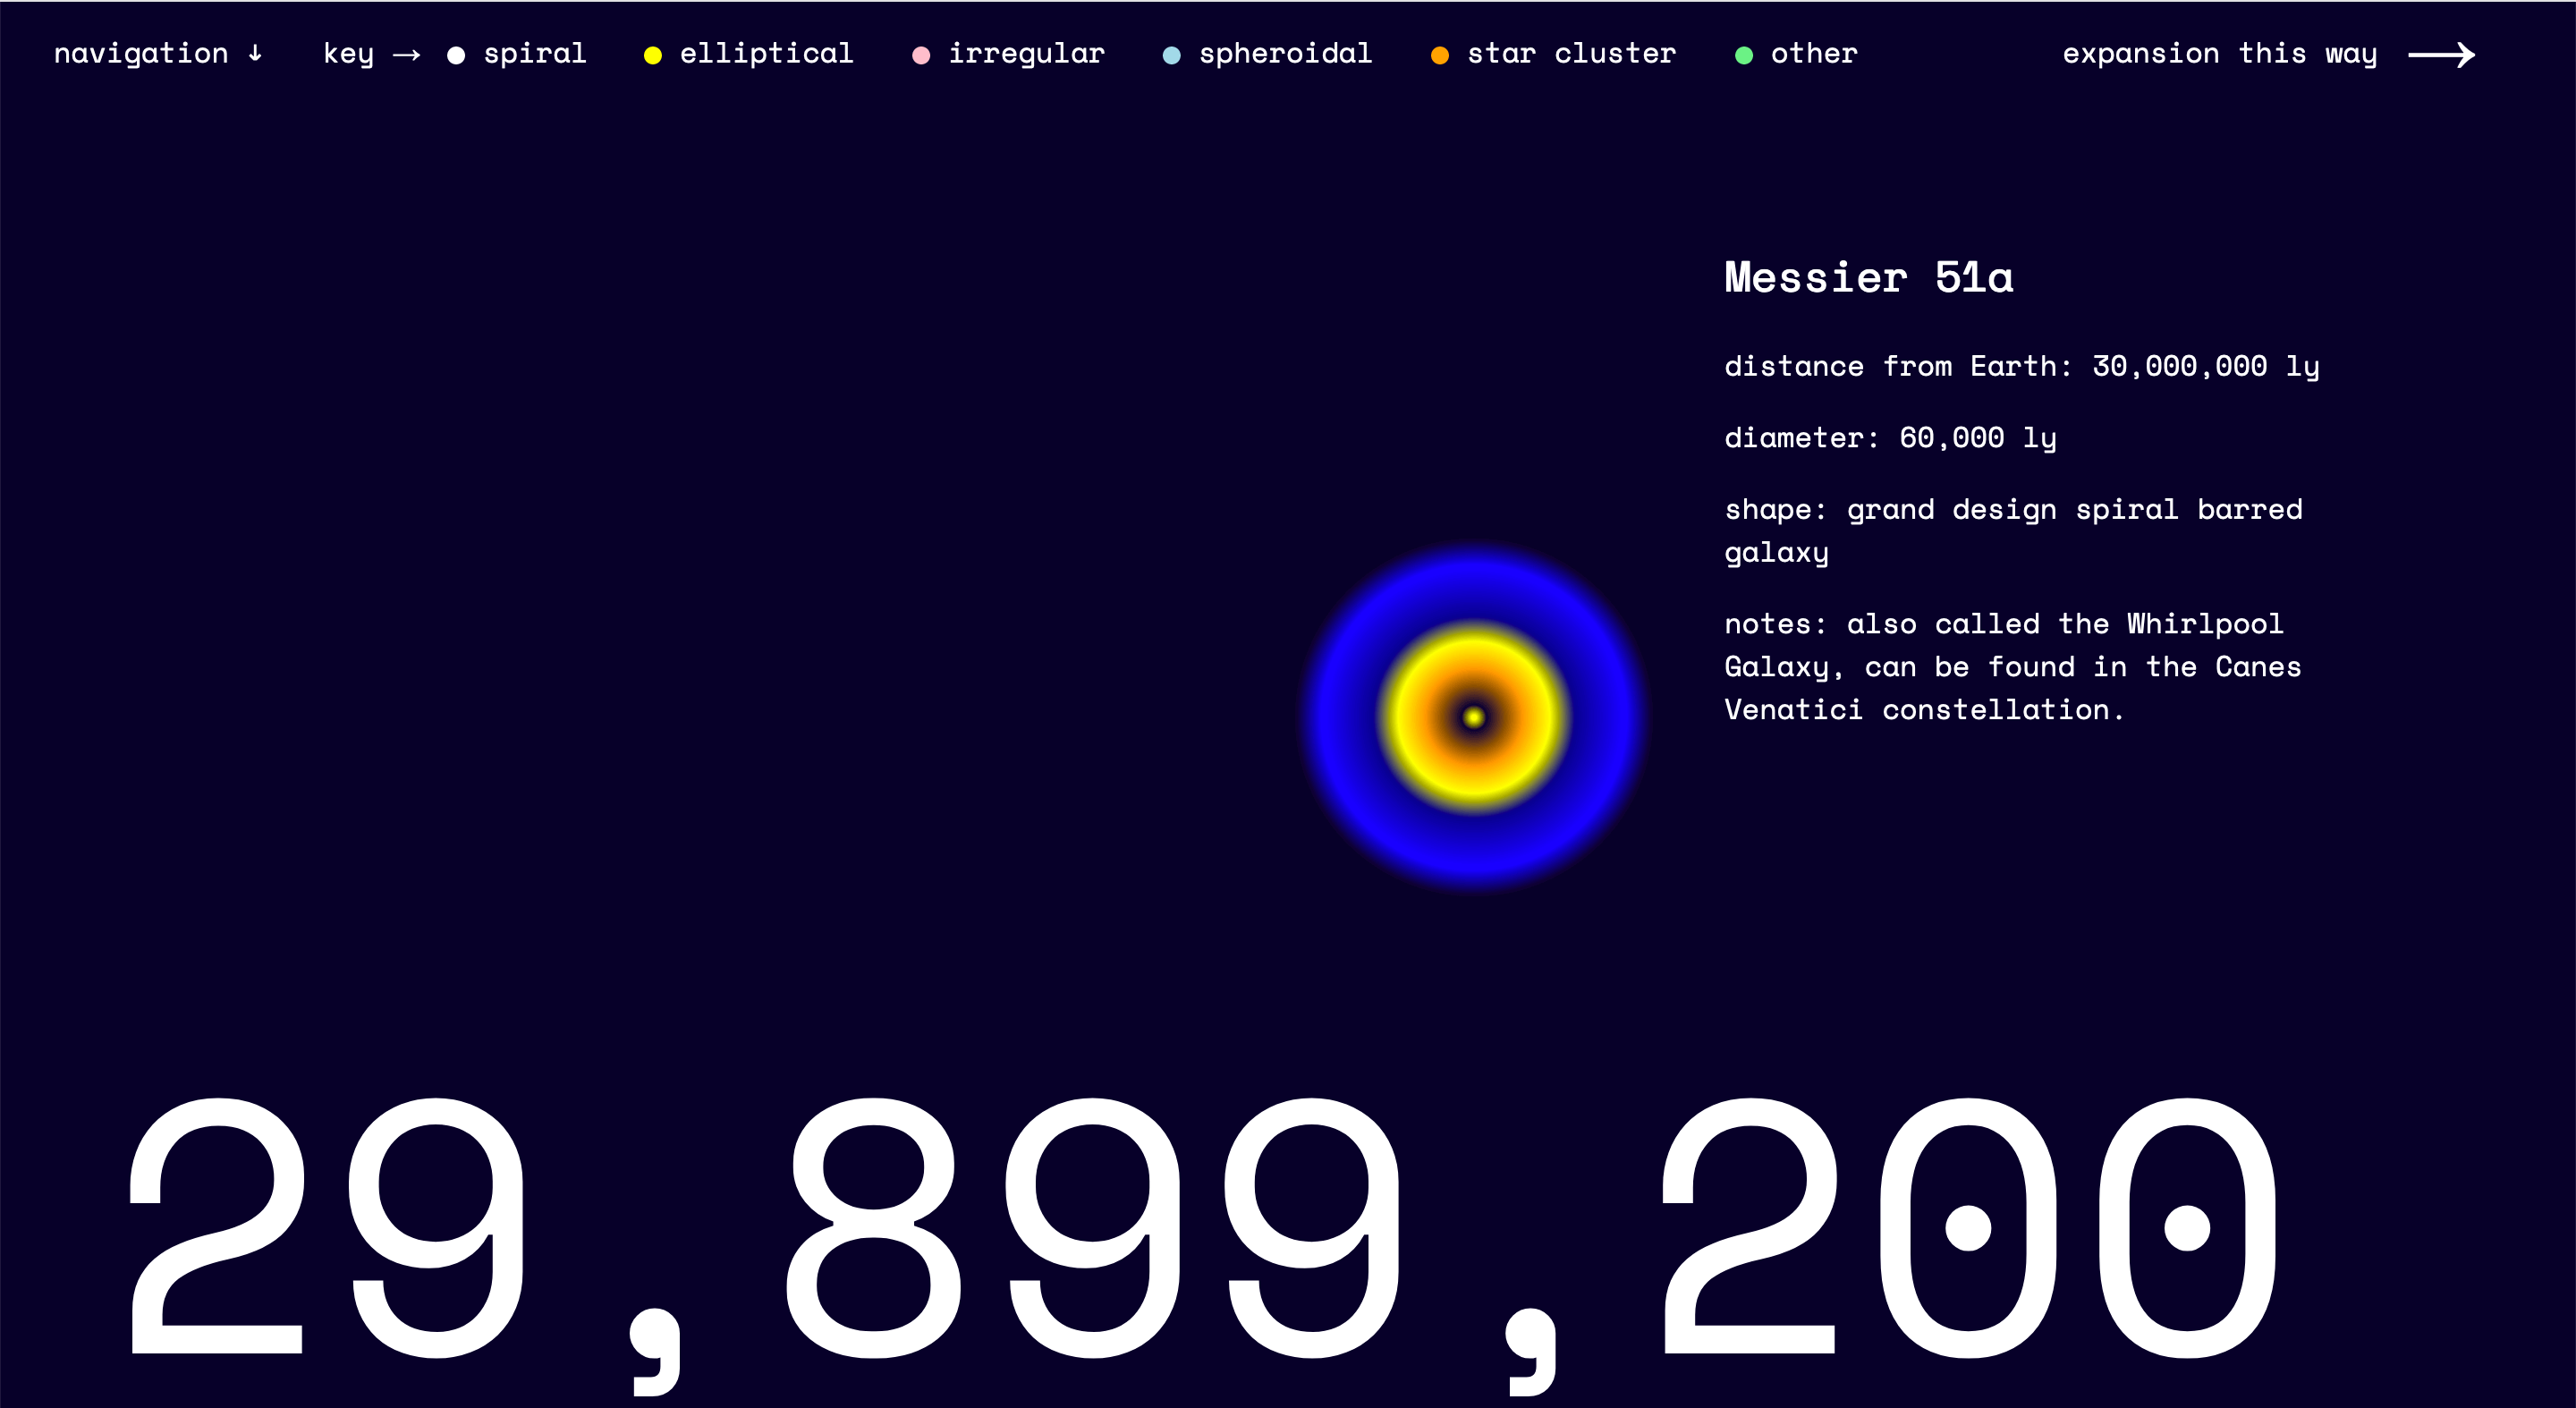 navigation ↓ key → spiral elliptical irregular spheroidal star cluster other expansion this way →
Messier 51a
distance from Earth: 30,000,000 ly
diameter: 60,000 ly
shape: grand design spiral barred
galaxy
notes: also called the Whirlpool
Galaxy, can be found in the Canes
Venatici constellation.
29,899,200